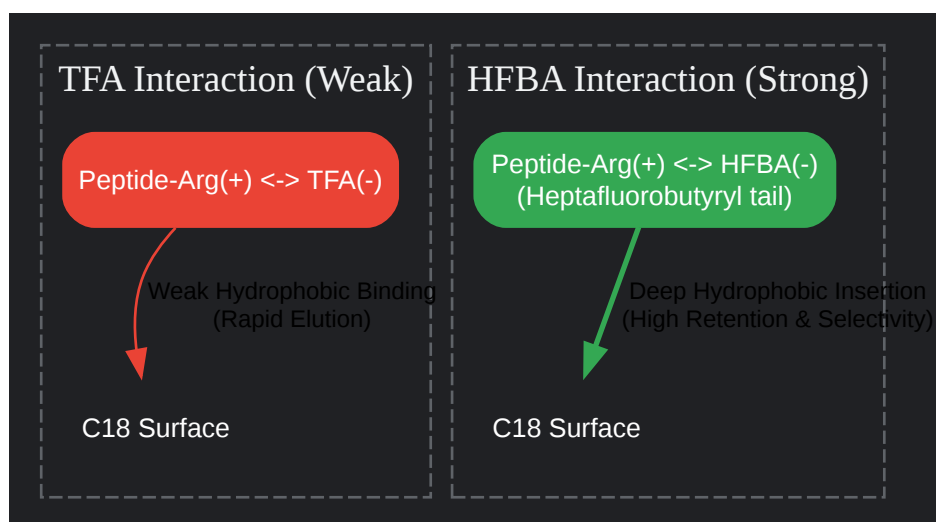 TFA Interaction (Weak)
Peptide-Arg(+) <-> TFA(-)
Weak Hydrophobic Binding
(Rapid Elution)
C18 Surface
HFBA Interaction (Strong)
Peptide-Arg(+) <-> HFBA(-)
(Heptafluorobutyryl tail)
Deep Hydrophobic Insertion
(High Retention & Selectivity)
C18 Surface